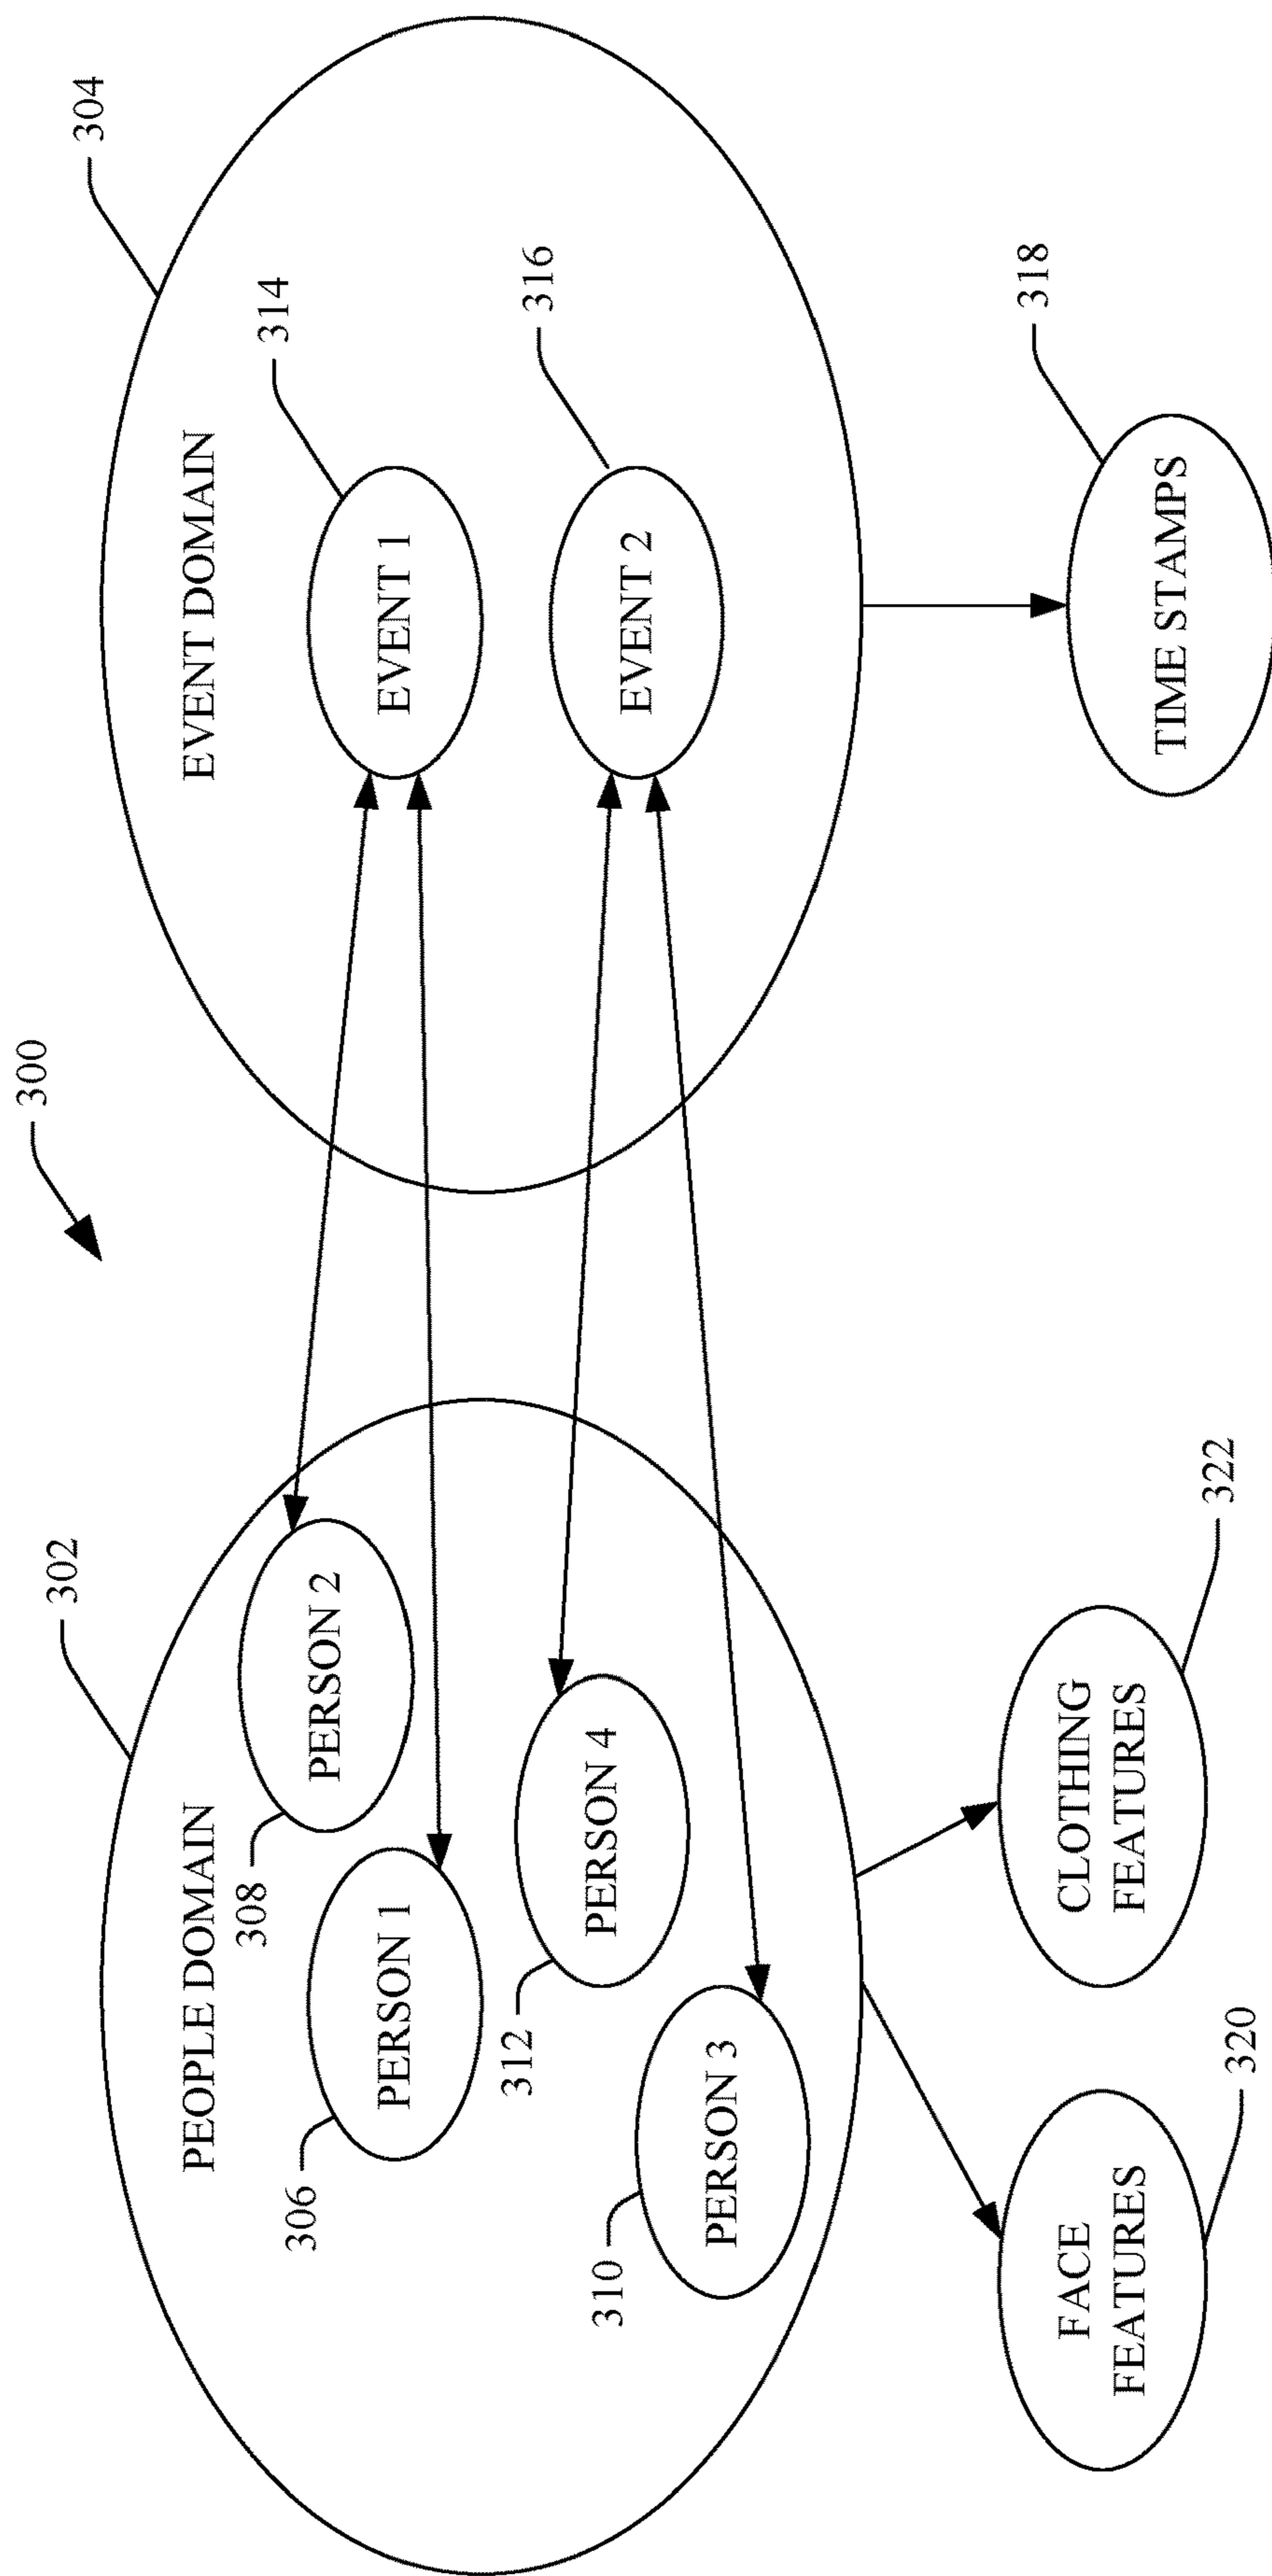 300
302
304
PEOPLE DOMAIN
EVENT DOMAIN
308
PERSON 2
306
PERSON 1
312
PERSON 4
310
PERSON 3
314
EVENT 1
316
EVENT 2
FACE
FEATURES
320
CLOTHING
FEATURES
322
TIME STAMPS
318